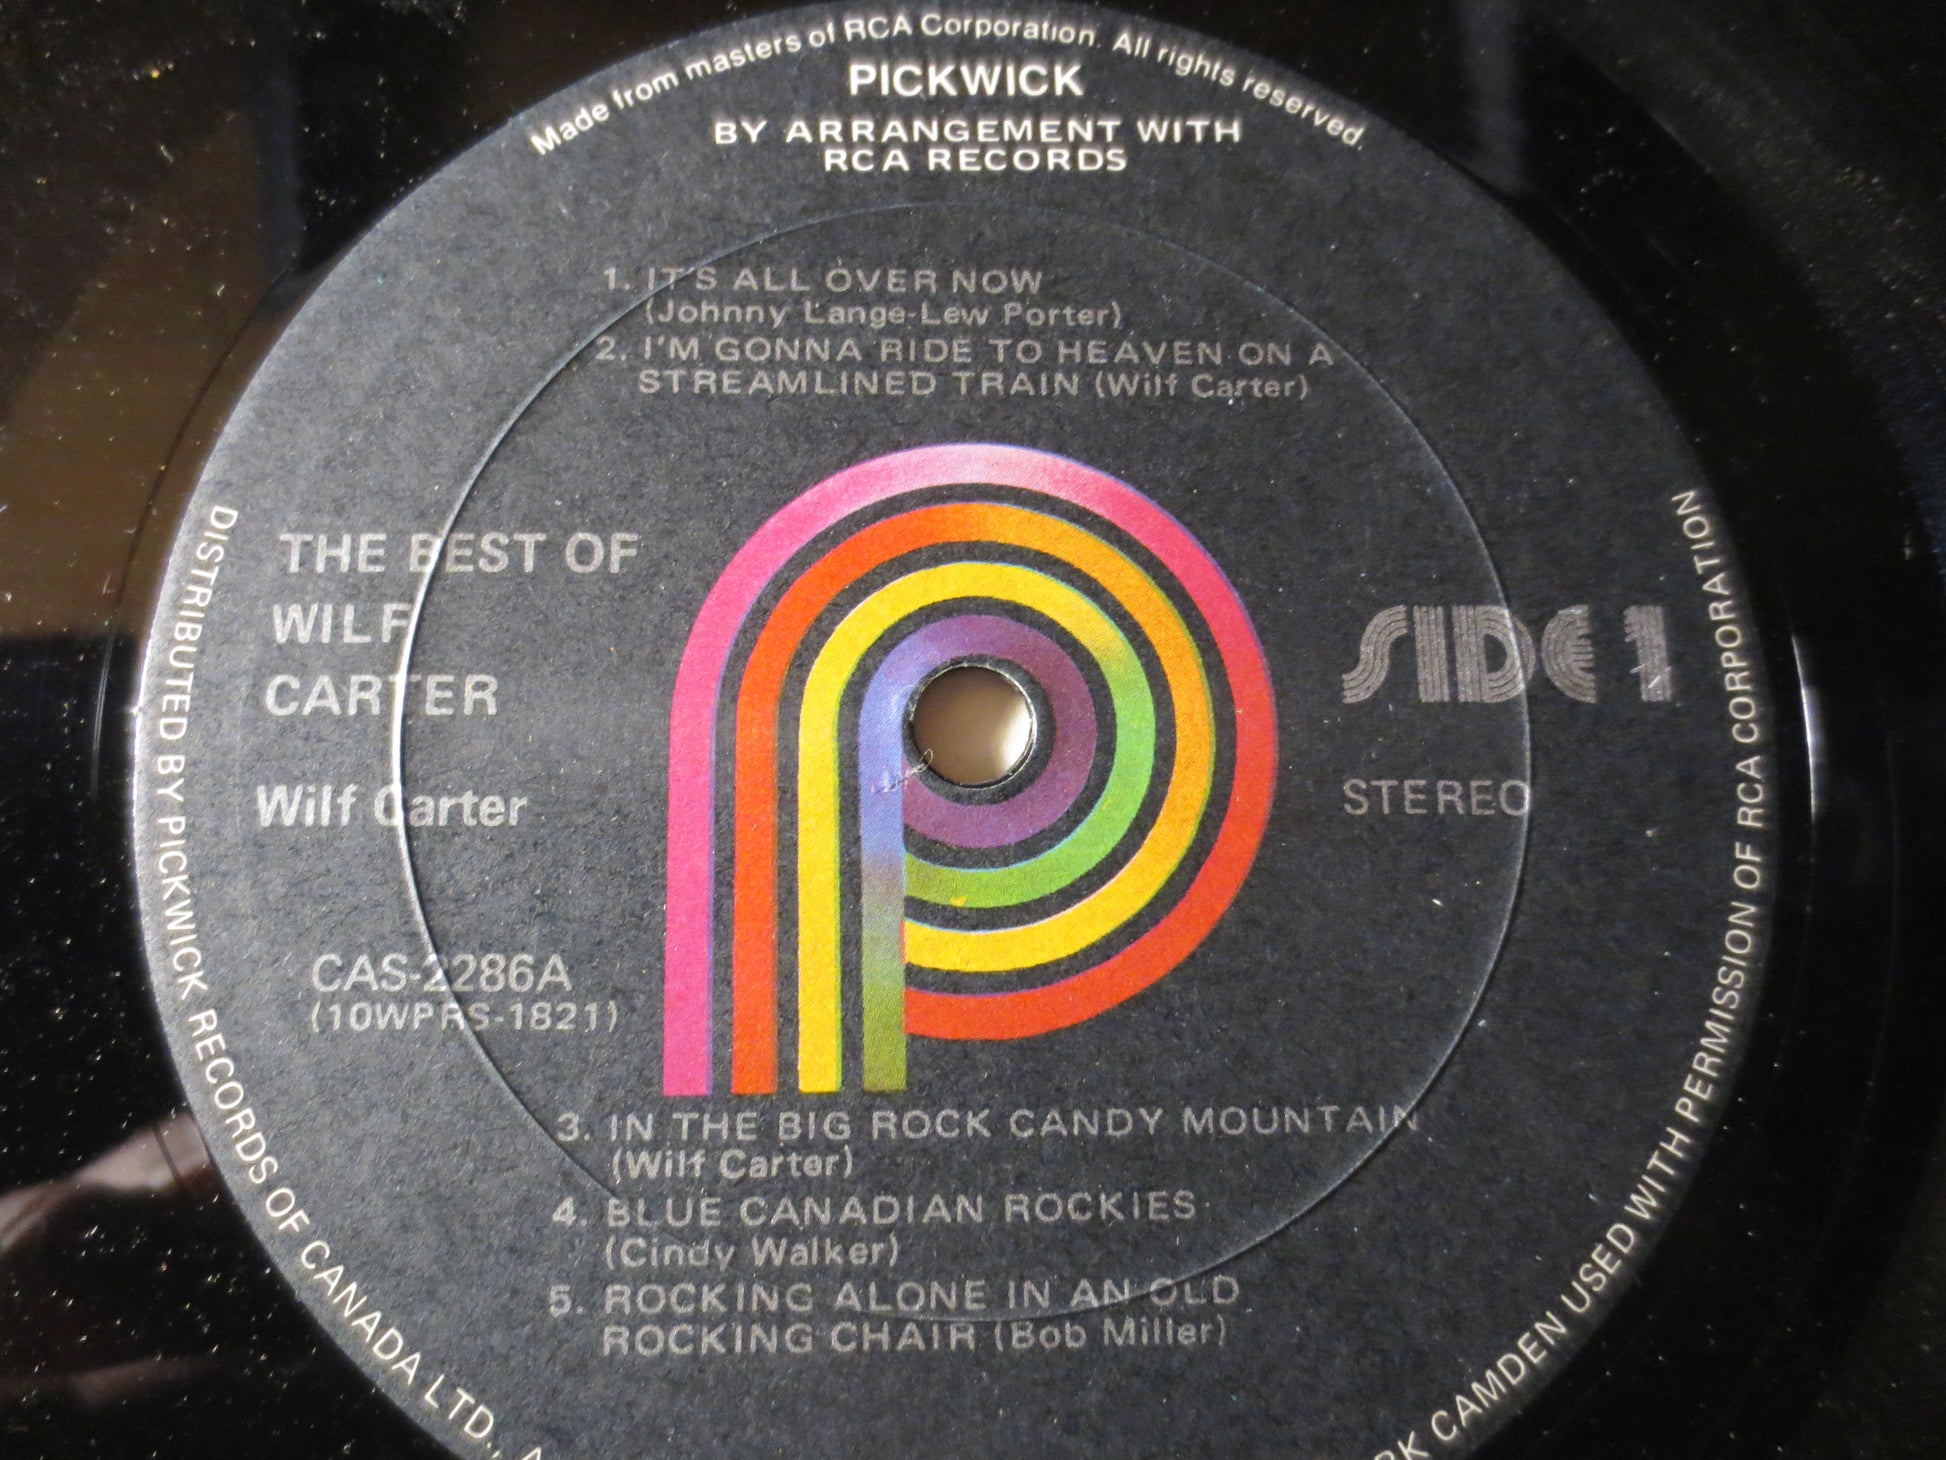 Made from masters of RCA Corporation. All rights reserved.
PICKWICK
BY ARRANGEMENT WITH
RCA RECORDS
1. IT'S ALL OVER NOW
(Johnny Lange-Lew Porter)
2. I'M GONNA RIDE TO HEAVEN ON A
STREAMLINED TRAIN (Wilf Carter)
THE BEST OF
WILF
CARTER
Wilf Carter
SIDE 1
STEREO
CAS-2286A
(10WPRS-1821)
3. IN THE BIG ROCK CANDY MOUNTAIN
(Wilf Carter)
4. BLUE CANADIAN ROCKIES
(Cindy Walker)
5. ROCKING ALONE IN AN OLD
ROCKING CHAIR (Bob Miller)
DISTRIBUTED BY PICKWICK RECORDS OF CANADA LTD.,
CAMDEN USED WITH PERMISSION OF RCA CORPORATION